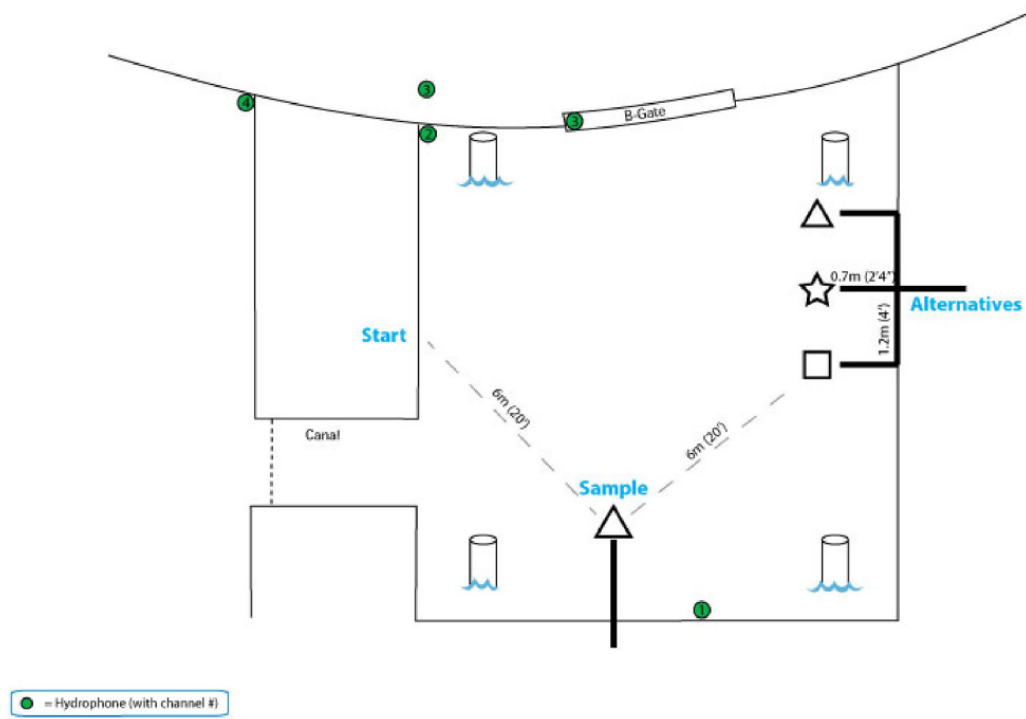 3
4
3
B-Gate
2
0.7m (2'4")
Alternatives
1.2m (4')
Start
6m (20')
6m (20')
Canal
Sample
1
= Hydrophone (with channel #)